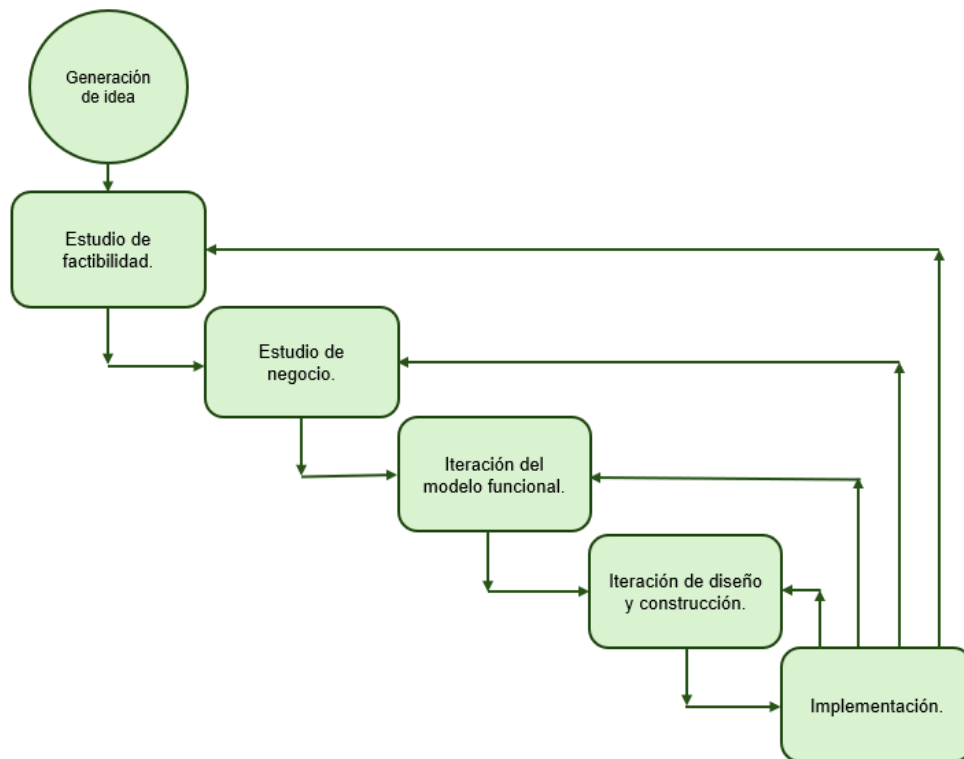 Generación
de idea
Estudio de
factibilidad.
Estudio de
negocio.
Iteración del
modelo funcional.
Iteración de diseño
y construcción.
Implementación.